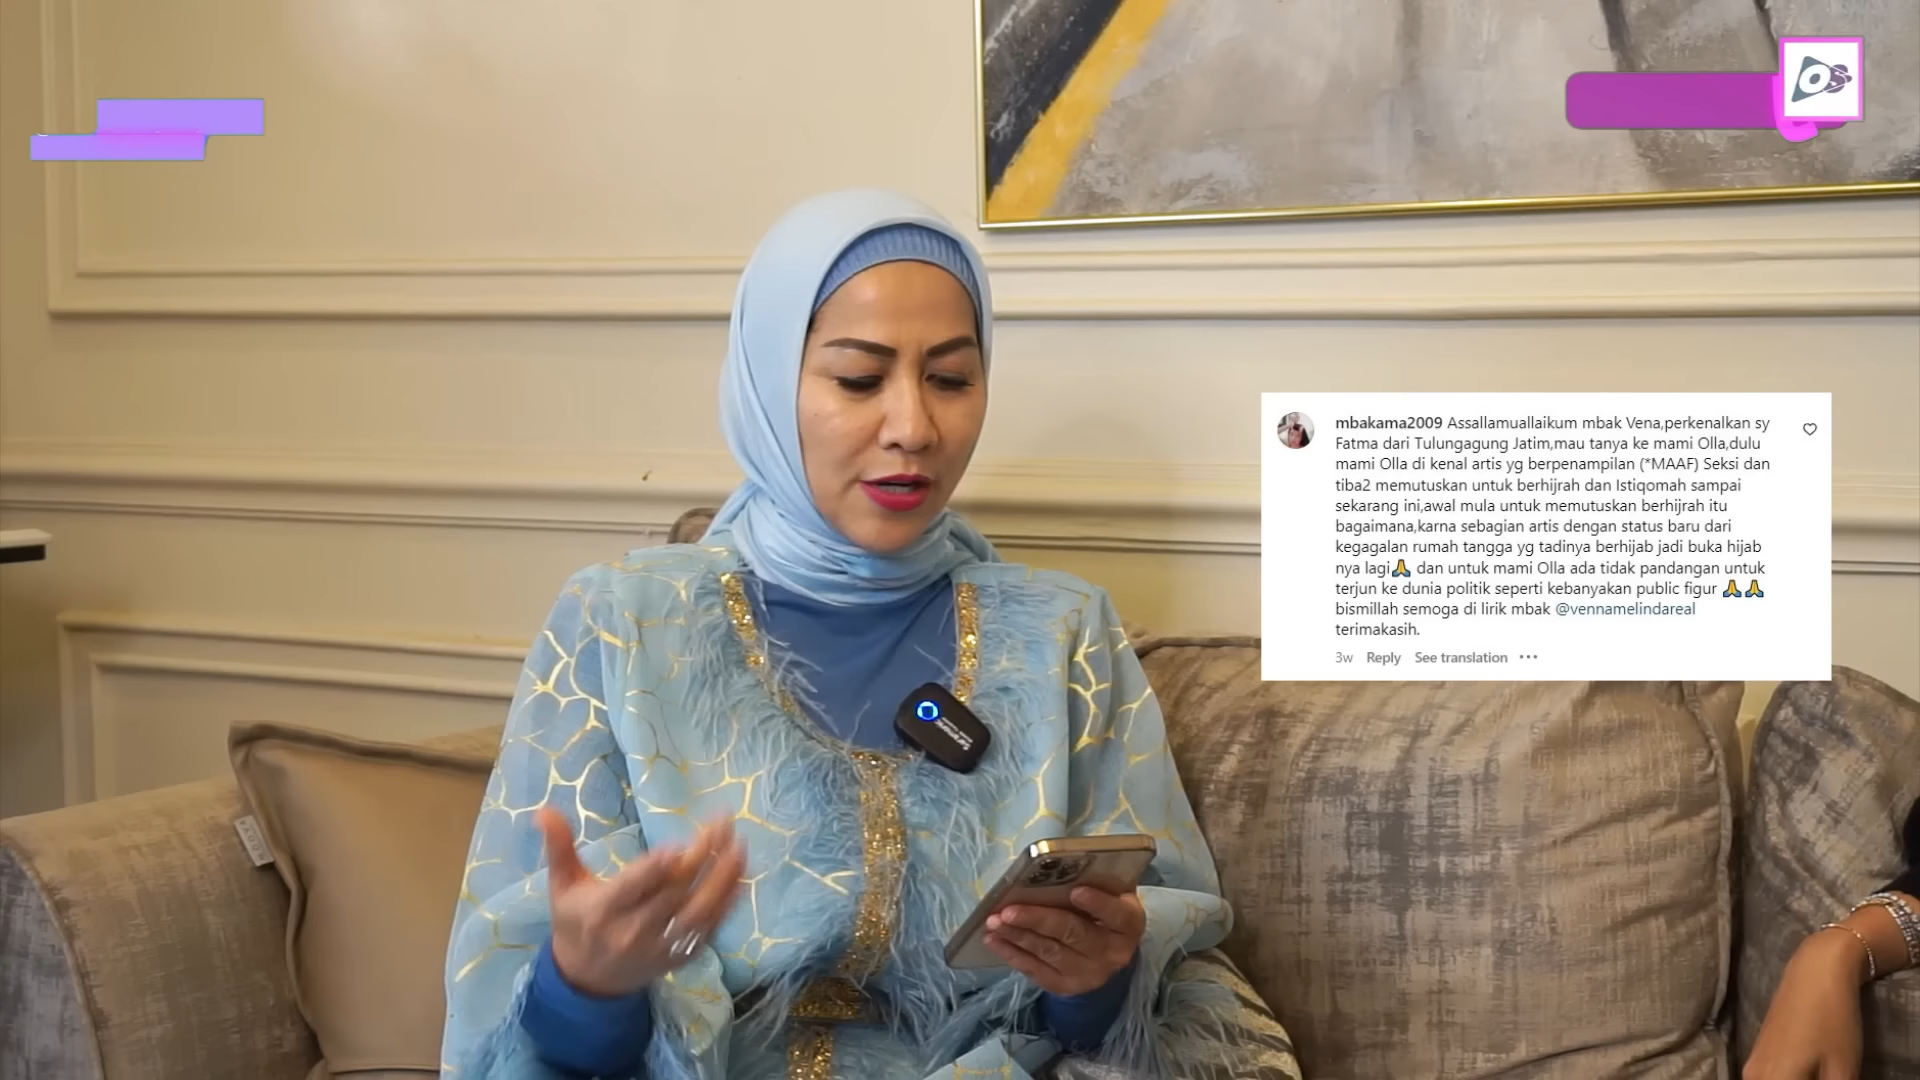 OS
mbakama2009 Assallamuallaikum mbak Vena,perkenalkan sy
Fatma dari Tulungagung Jatim,mau tanya ke mami Olla,dulu
mami Olla di kenal artis yg berpenampilan (*MAAF) Seksi dan
tiba2 memutuskan untuk berhijrah dan Istiqomah sampai
sekarang ini,awal mula untuk memutuskan berhijrah itu
bagaimana,karna sebagian artis dengan status baru dari
kegagalan rumah tangga yg tadinya berhijab jadi buka hijab
nya lagi🙏 dan untuk mami Olla ada tidak pandangan untuk
terjun ke dunia politik seperti kebanyakan public figur 🙏🙏
bismillah semoga di lirik mbak @vennamelindareal
terimakasih.
3w Reply See translation •••
Saramonic